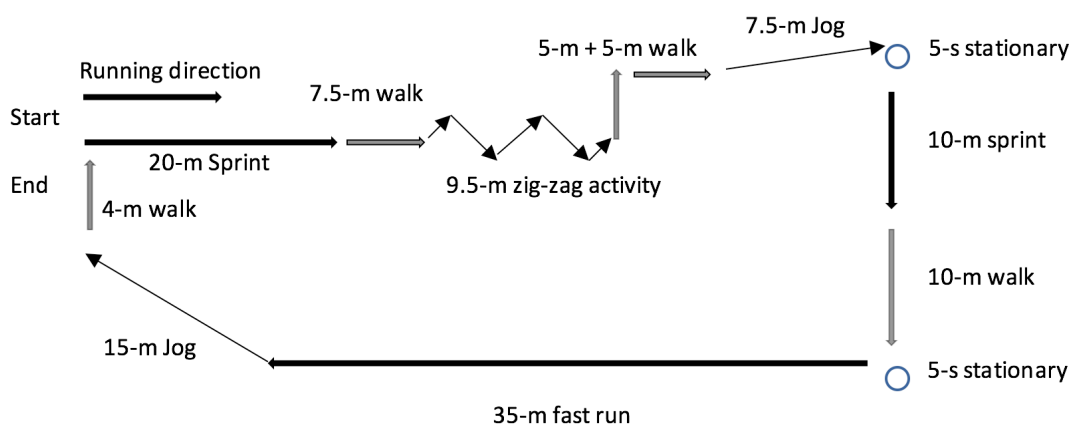 7.5-m Jog
5-m + 5-m walk
5-s stationary
Running direction
7.5-m walk
Start
10-m sprint
20-m Sprint
End
9.5-m zig-zag activity
4-m walk
10-m walk
15-m Jog
5-s stationary
35-m fast run